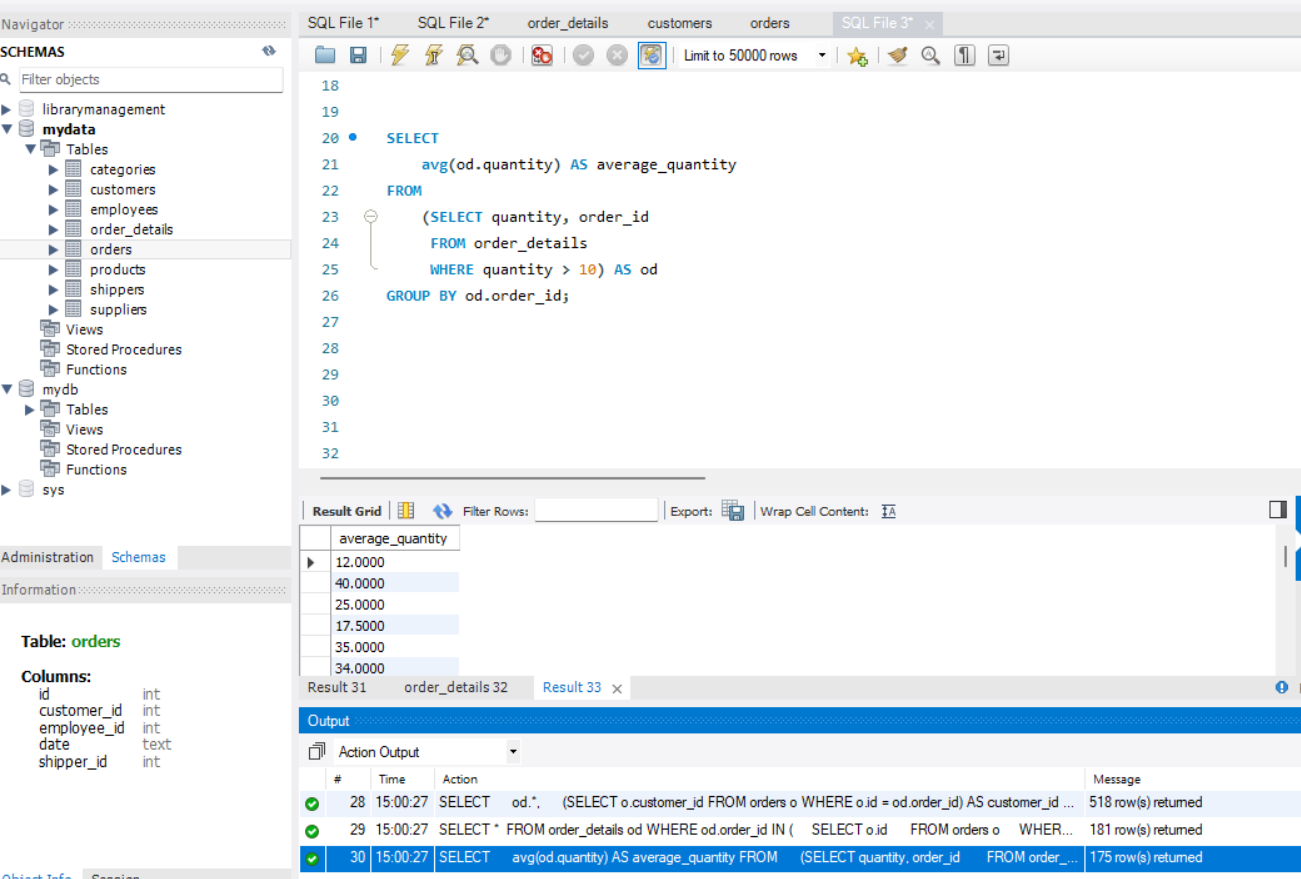 Navigator
SCHEMAS
Filter objects
librarymanagement
mydata
Tables
categories
customers
employees
order_details
orders
products
shippers
suppliers
Views
Stored Procedures
Functions
mydb
Tables
Views
Stored Procedures
Functions
sys
Administration Schemas
Information
Table: orders
Columns:
id int
customer_id int
employee_id int
date text
shipper_id int
Object Info Session
SQL File 1* SQL File 2* order_details customers orders SQL File 3*
Limit to 50000 rows
18
19
20 SELECT
21 avg(od.quantity) AS average_quantity
22 FROM
23 (SELECT quantity, order_id
24 FROM order_details
25 WHERE quantity > 10) AS od
26 GROUP BY od.order_id;
27
28
29
30
31
32
Result Grid Filter Rows: Export: Wrap Cell Content:
average_quantity
12.0000
40.0000
25.0000
17.5000
35.0000
34.0000
Result 31 order_details 32 Result 33
Output
Action Output
# Time Action Message
28 15:00:27 SELECT od.*, (SELECT o.customer_id FROM orders o WHERE o.id = od.order_id) AS customer_id ... 518 row(s) returned
29 15:00:27 SELECT * FROM order_details od WHERE od.order_id IN ( SELECT o.id FROM orders o WHER... 181 row(s) returned
30 15:00:27 SELECT avg(od.quantity) AS average_quantity FROM (SELECT quantity, order_id FROM order_... 175 row(s) returned